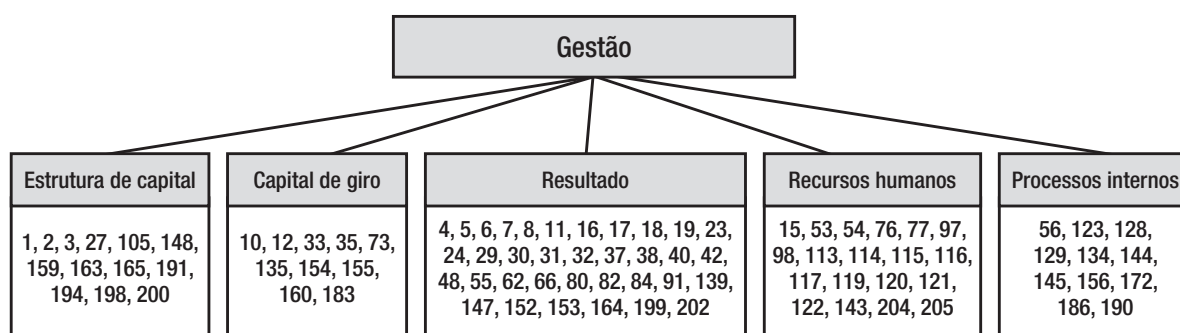 Gestão
Estrutura de capital
1, 2, 3, 27, 105, 148,
159, 163, 165, 191,
194, 198, 200
Capital de giro
10, 12, 33, 35, 73,
135, 154, 155,
160, 183
Resultado
4, 5, 6, 7, 8, 11, 16, 17, 18, 19, 23,
24, 29, 30, 31, 32, 37, 38, 40, 42,
48, 55, 62, 66, 80, 82, 84, 91, 139,
147, 152, 153, 164, 199, 202
Recursos humanos
15, 53, 54, 76, 77, 97,
98, 113, 114, 115, 116,
117, 119, 120, 121,
122, 143, 204, 205
Processos internos
56, 123, 128,
129, 134, 144,
145, 156, 172,
186, 190